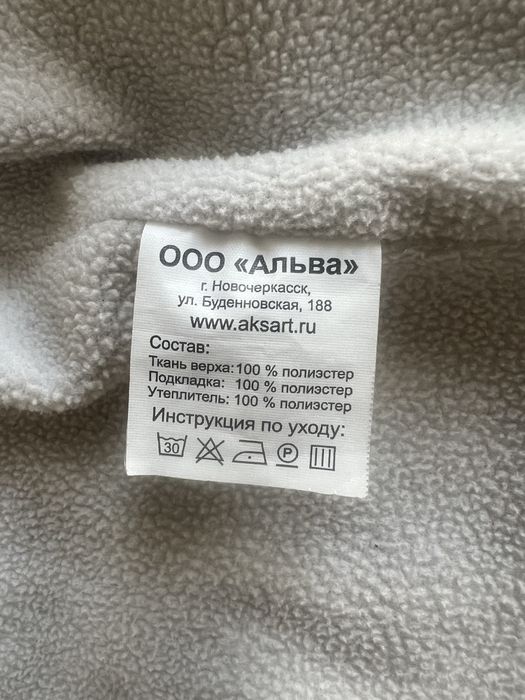 ООО «Альва»
г. Новочеркасск,
ул. Буденновская, 188
www.aksart.ru
Состав:
Ткань верха: 100 % полиэстер
Подкладка: 100 % полиэстер
Утеплитель: 100 % полиэстер
Инструкция по уходу:
30 P